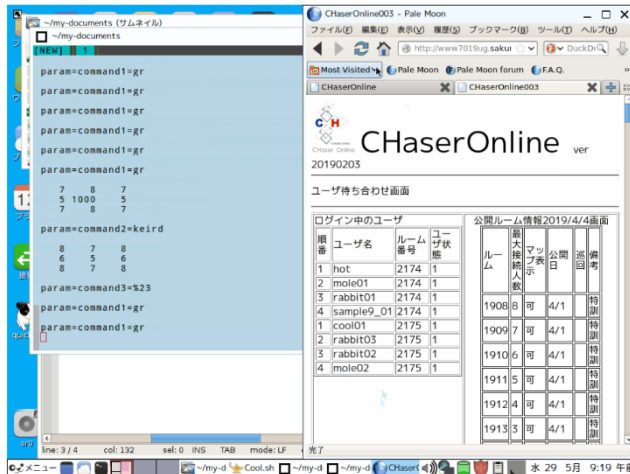 ~/my-documents (サムネイル)
~/my-documents
[NEW] 1
param=command1=gr
param=command1=gr
param=command1=gr
param=command1=gr
param=command1=gr
param=command1=gr
7 8 7
5 1000 5
7 8 7
param=command2=keird
8 7 8
6 5 6
8 7 8
param=command3=%23
param=command1=gr
param=command1=gr
line: 3 / 4 col: 132 sel: 0 INS TAB mode: LF
CHaserOnline003 - Pale Moon
ファイル(F) 編集(E) 表示(V) 履歴(S) ブックマーク(B) ツール(T) ヘルプ(H)
http://www7019ug.sakur
DuckD
Most Visited Pale Moon Pale Moon forum F.A.Q.
CHaserOnline CHaserOnline003
CHaser Online
CHaserOnline ver
20190203
ユーザ待ち合わせ画面
ログイン中のユーザ
順番 ユーザ名 ルーム番号 ユーザ状態
1 hot 2174 1
2 mole01 2174 1
3 rabbit01 2174 1
4 sample9_01 2174 1
1 cool01 2175 1
2 rabbit03 2175 1
3 rabbit02 2175 1
4 mole02 2175 1
公開ルーム情報2019/4/4画面
ルーム 最大接続人数 マップ表示 公開日 巡回 備考
1908 8 可 4/1 特訓
1909 7 可 4/1 特訓
1910 6 可 4/1 特訓
1911 5 可 4/1 特訓
1912 4 可 4/1 特訓
1913 3 可 4/1 特訓
完了
メニュー ~/my-d Cool.sh ~/my-d ~/my-d CHaser 水 29 5月 9:19 午前